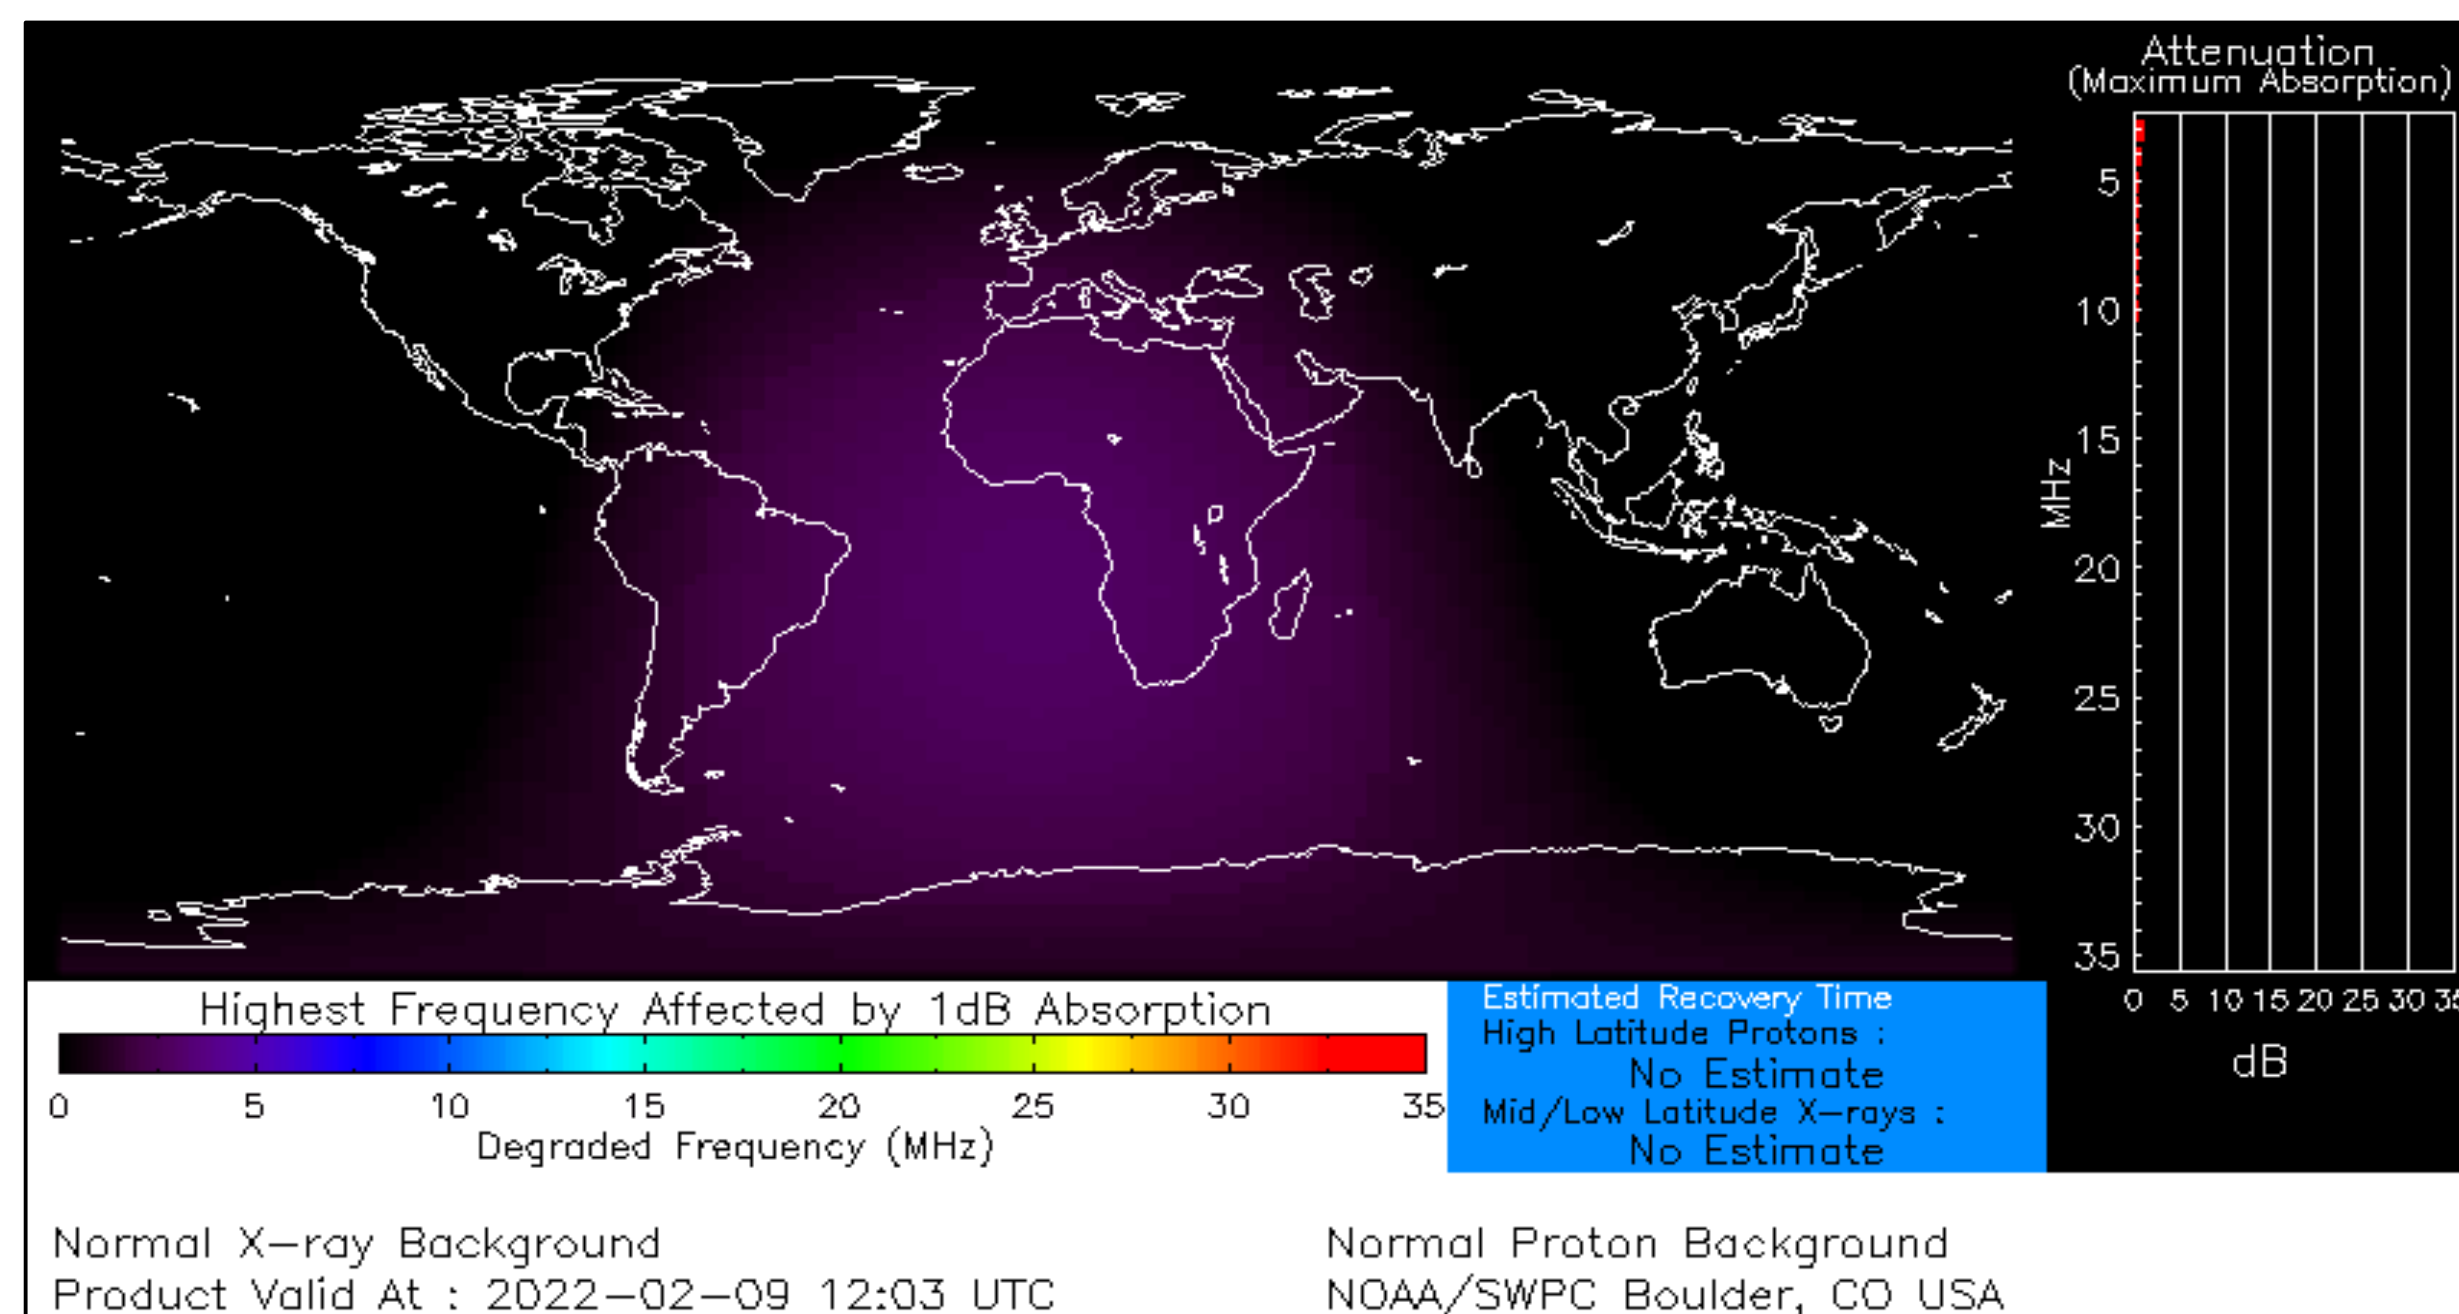 Attenuation
(Maximum Absorption)
5
10
15
20
25
30
35
MHz
0 5 10 15 20 25 30 35
dB
Highest Frequency Affected by 1dB Absorption
0 5 10 15 20 25 30 35
Degraded Frequency (MHz)
Estimated Recovery Time
High Latitude Protons :
No Estimate
Mid/Low Latitude X-rays :
No Estimate
Normal X-ray Background
Normal Proton Background
Product Valid At : 2022-02-09 12:03 UTC
NOAA/SWPC Boulder, CO USA